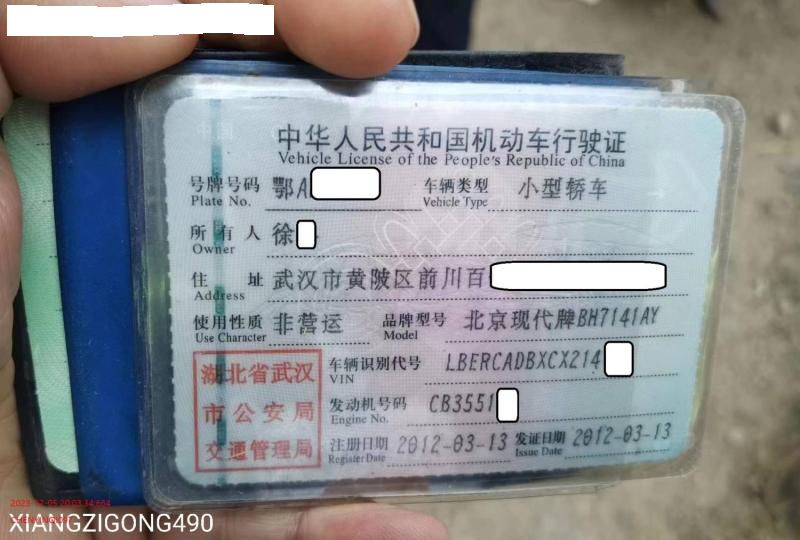 中华人民共和国机动车行驶证
Vehicle License of the People's Republic of China
号牌号码 鄂A 车辆类型 小型轿车
Plate No. Vehicle Type
所有人 徐
Owner
住址 武汉市黄陂区前川百
Address
使用性质 非营运 品牌型号 北京现代牌BH7141AY
Use Character Model
湖北省武汉
市公安局
交通管理局
车辆识别代号 LBERCADBXCX214
VIN
发动机号码 CB3551
Engine No.
注册日期 2012-03-13 发证日期 2012-03-13
Register Date Issue Date
XIANGZIGONG490